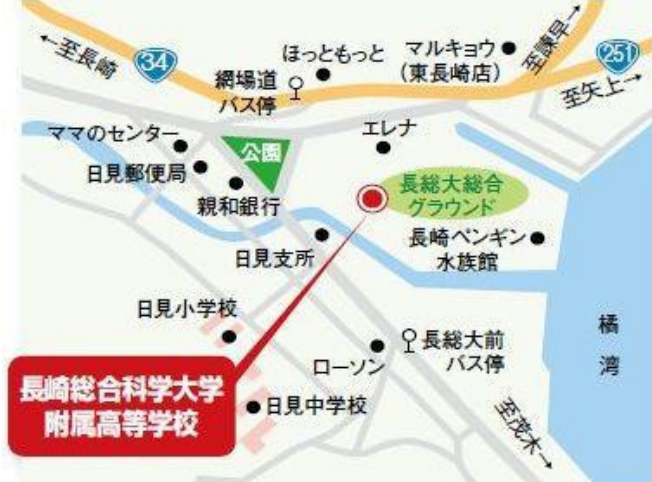 ←至長崎
34
ほっともっと
マルキョウ
(東長崎店)
至諫早→
251
至矢上→
網場道
バス停
ママのセンター
エレナ
公園
日見郵便局
長総大総合
グラウンド
親和銀行
長崎ペンギン
水族館
日見支所
日見小学校
橘湾
長総大前
バス停
ローソン
長崎総合科学大学
附属高等学校
日見中学校
至茂木→